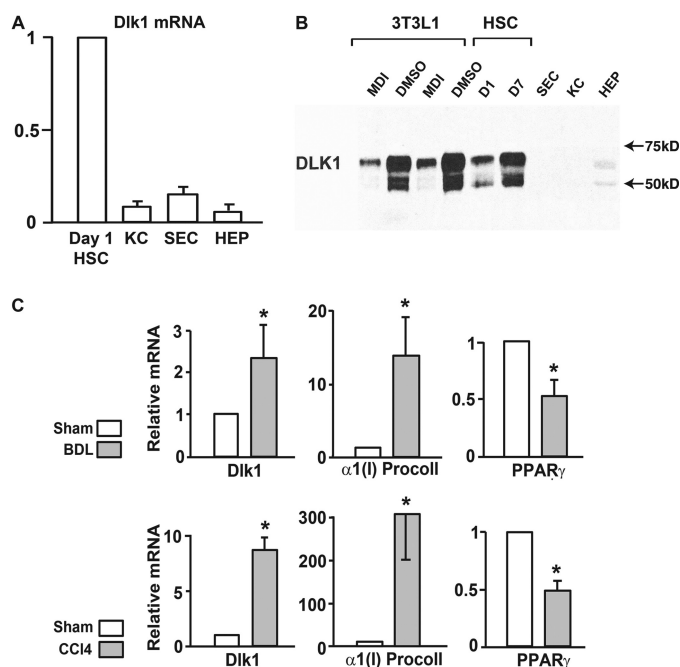 A
Dlk1 mRNA
1
0.5
0
Day 1
HSC
KC
SEC
HEP
B
3T3L1
HSC
MDI
DMSO
MDI
DMSO
D1
D7
SEC
KC
HEP
DLK1
75kD
50kD
C
Sham
BDL
Relative mRNA
3
2
1
0
*
Dlk1
20
10
0
*
α1(I) Procoll
1
0.5
0
*
PPARγ
Sham
CCl4
Relative mRNA
10
5
0
*
Dlk1
300
200
100
0
*
α1(I) Procoll
1
0.5
0
*
PPARγ